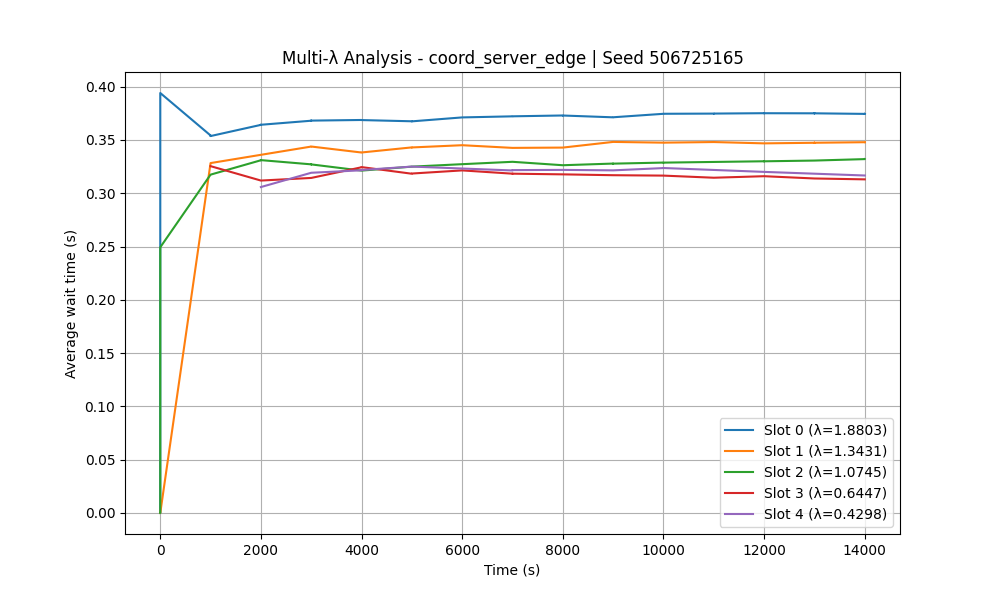 Multi-λ Analysis - coord_server_edge | Seed 506725165
Average wait time (s)
0.40
0.35
0.30
0.25
0.20
0.15
0.10
0.05
0.00
Slot 0 (λ=1.8803)
Slot 1 (λ=1.3431)
Slot 2 (λ=1.0745)
Slot 3 (λ=0.6447)
Slot 4 (λ=0.4298)
0 2000 4000 6000 8000 10000 12000 14000
Time (s)